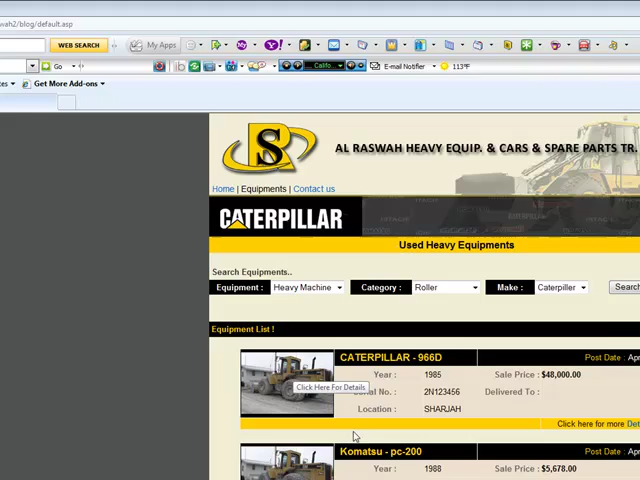 wah2/blog/default.asp
WEB SEARCH My Apps
Go Califo... E-mail Notifier 113°F
Get More Add-ons
RS
AL RASWAH HEAVY EQUIP. & CARS & SPARE PARTS TR.
Home | Equipments | Contact us
CATERPILLAR HITACHI
Used Heavy Equipments
Search Equipments..
Equipment : Heavy Machine Category : Roller Make : Caterpiller Search
Equipment List !
CATERPILLAR - 966D Post Date : Apr
Year : 1985 Sale Price : $48,000.00
Click Here For Details
Serial No. : 2N123456 Delivered To :
Location : SHARJAH
Click here for more Det
Komatsu - pc-200 Post Date : Apr
Year : 1988 Sale Price : $5,678.00